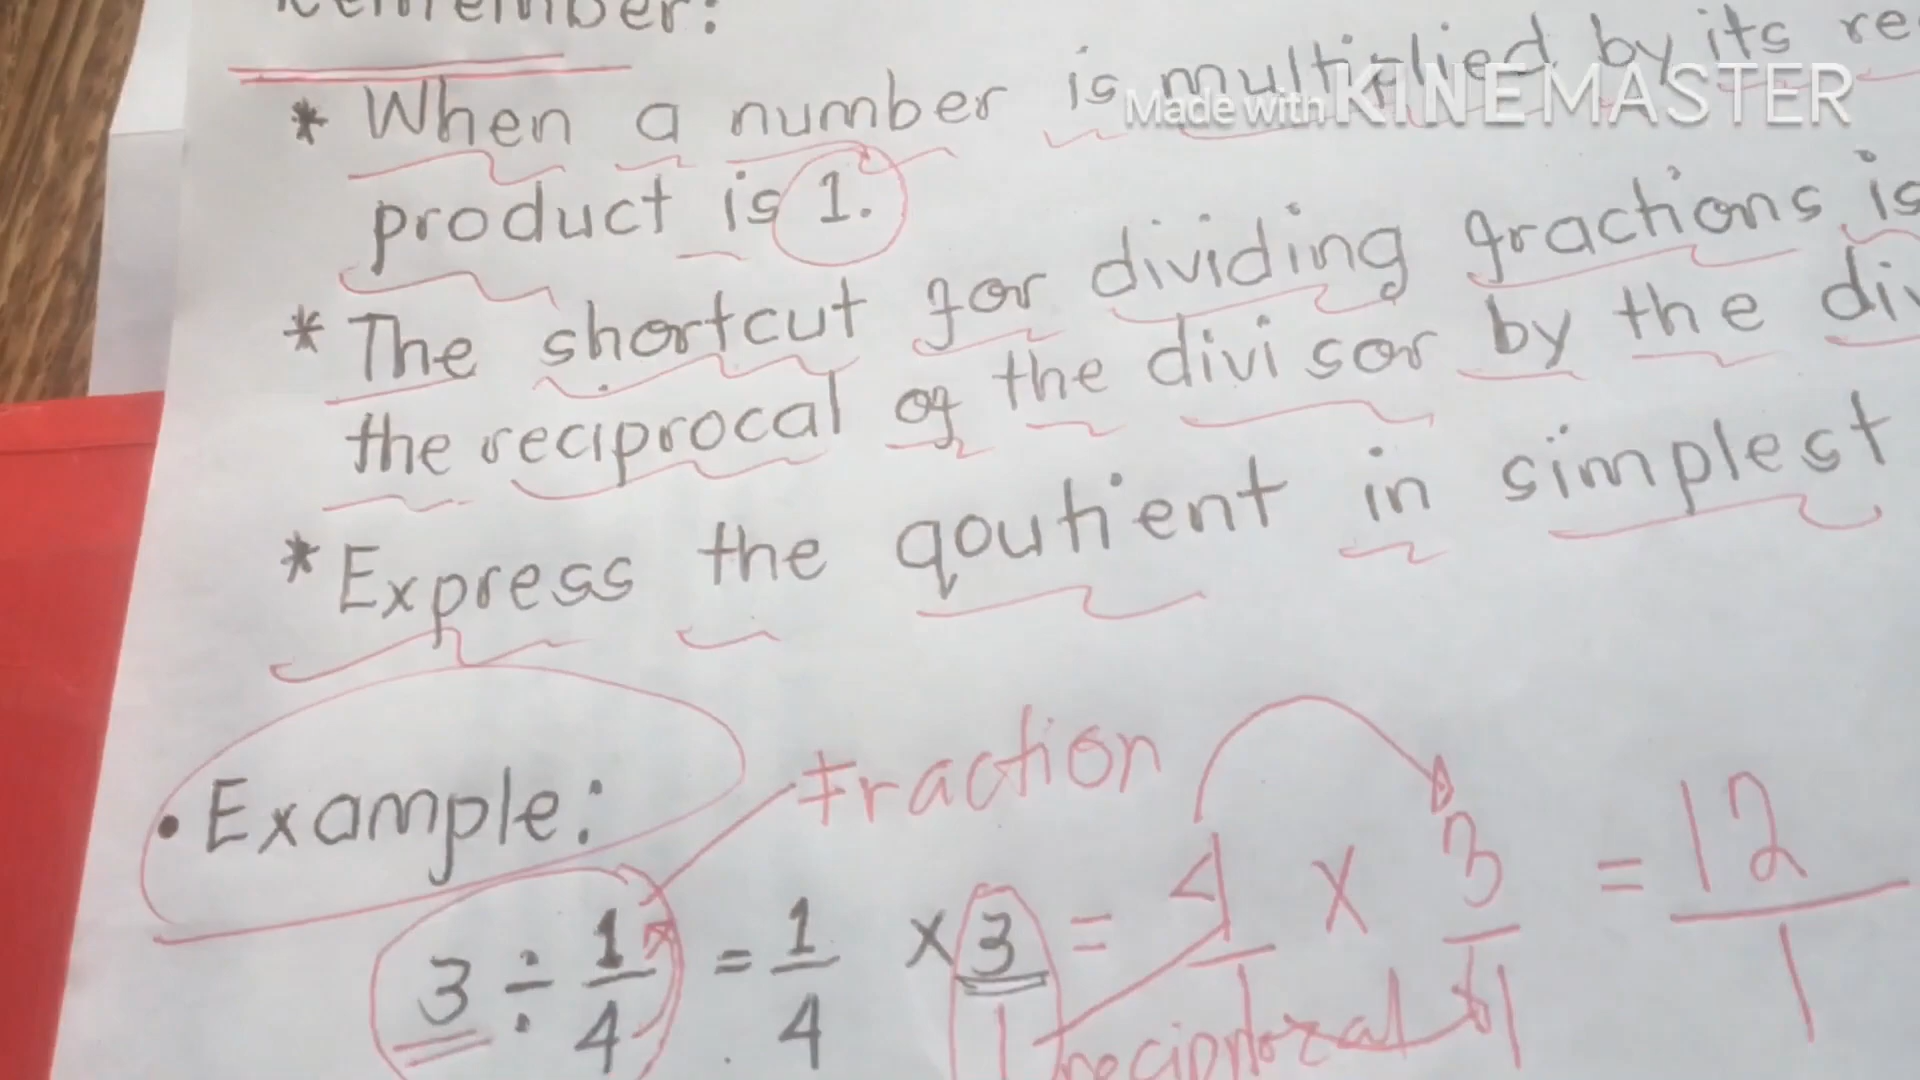 Remember:
* When a number is multiplied by its re
Made with KINEMASTER
product is 1.
* The shortcut for dividing fractions is
the reciprocal of the divisor by the div
* Express the qoutient in simplest
• Example:
Fraction
3 ÷ 1/4 = 1/4 × 3/1 = 4/1 × 3/1 = 12/1
reciprocal